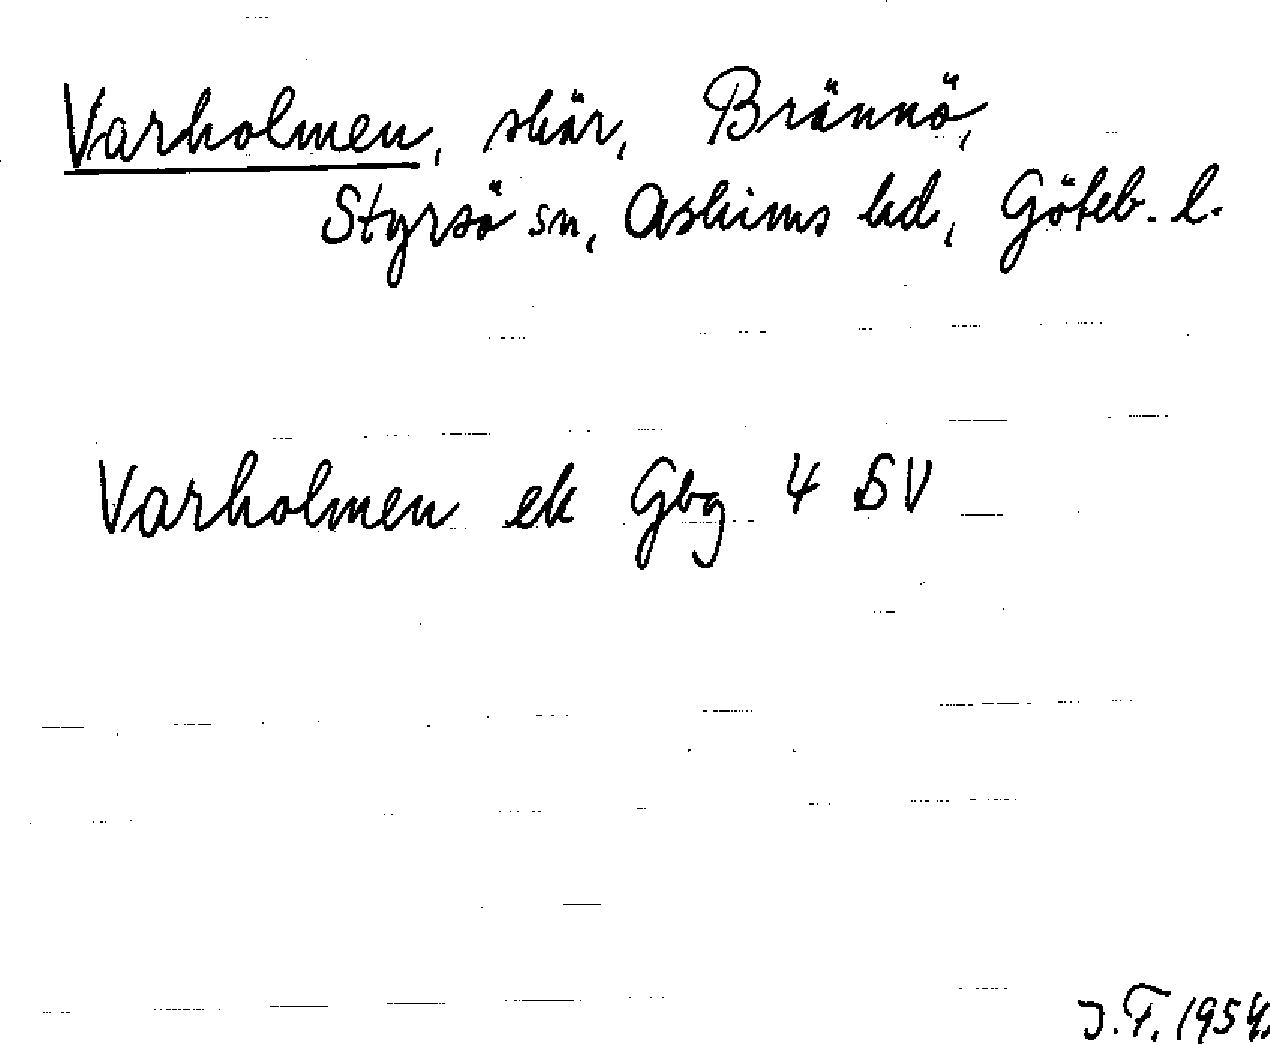 Varholmen, skär, Brännö,
Styrsö sn, Askims hd, Göteb. l.
Varholmen ek Gbg 4 SV
J.F. 1954.